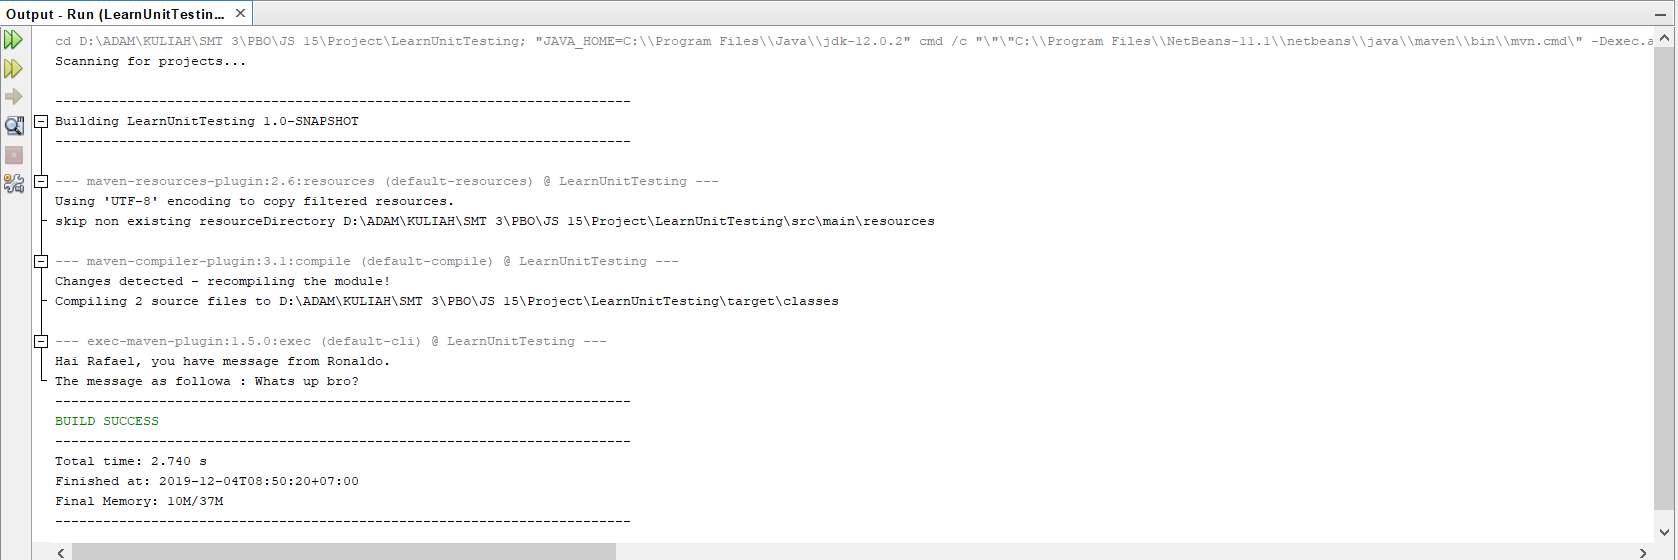 Output - Run (LearnUnitTestin...
cd D:\ADAM\KULIAH\SMT 3\PBO\JS 15\Project\LearnUnitTesting; "JAVA_HOME=C:\\Program Files\\Java\\jdk-12.0.2" cmd /c "\"\"C:\\Program Files\\NetBeans-11.1\\netbeans\\java\\maven\\bin\\mvn.cmd\" -Dexec.a
Scanning for projects...
------------------------------------------------------------------------
Building LearnUnitTesting 1.0-SNAPSHOT
------------------------------------------------------------------------
--- maven-resources-plugin:2.6:resources (default-resources) @ LearnUnitTesting ---
Using 'UTF-8' encoding to copy filtered resources.
skip non existing resourceDirectory D:\ADAM\KULIAH\SMT 3\PBO\JS 15\Project\LearnUnitTesting\src\main\resources
--- maven-compiler-plugin:3.1:compile (default-compile) @ LearnUnitTesting ---
Changes detected - recompiling the module!
Compiling 2 source files to D:\ADAM\KULIAH\SMT 3\PBO\JS 15\Project\LearnUnitTesting\target\classes
--- exec-maven-plugin:1.5.0:exec (default-cli) @ LearnUnitTesting ---
Hai Rafael, you have message from Ronaldo.
The message as followa : Whats up bro?
------------------------------------------------------------------------
BUILD SUCCESS
------------------------------------------------------------------------
Total time: 2.740 s
Finished at: 2019-12-04T08:50:20+07:00
Final Memory: 10M/37M
------------------------------------------------------------------------